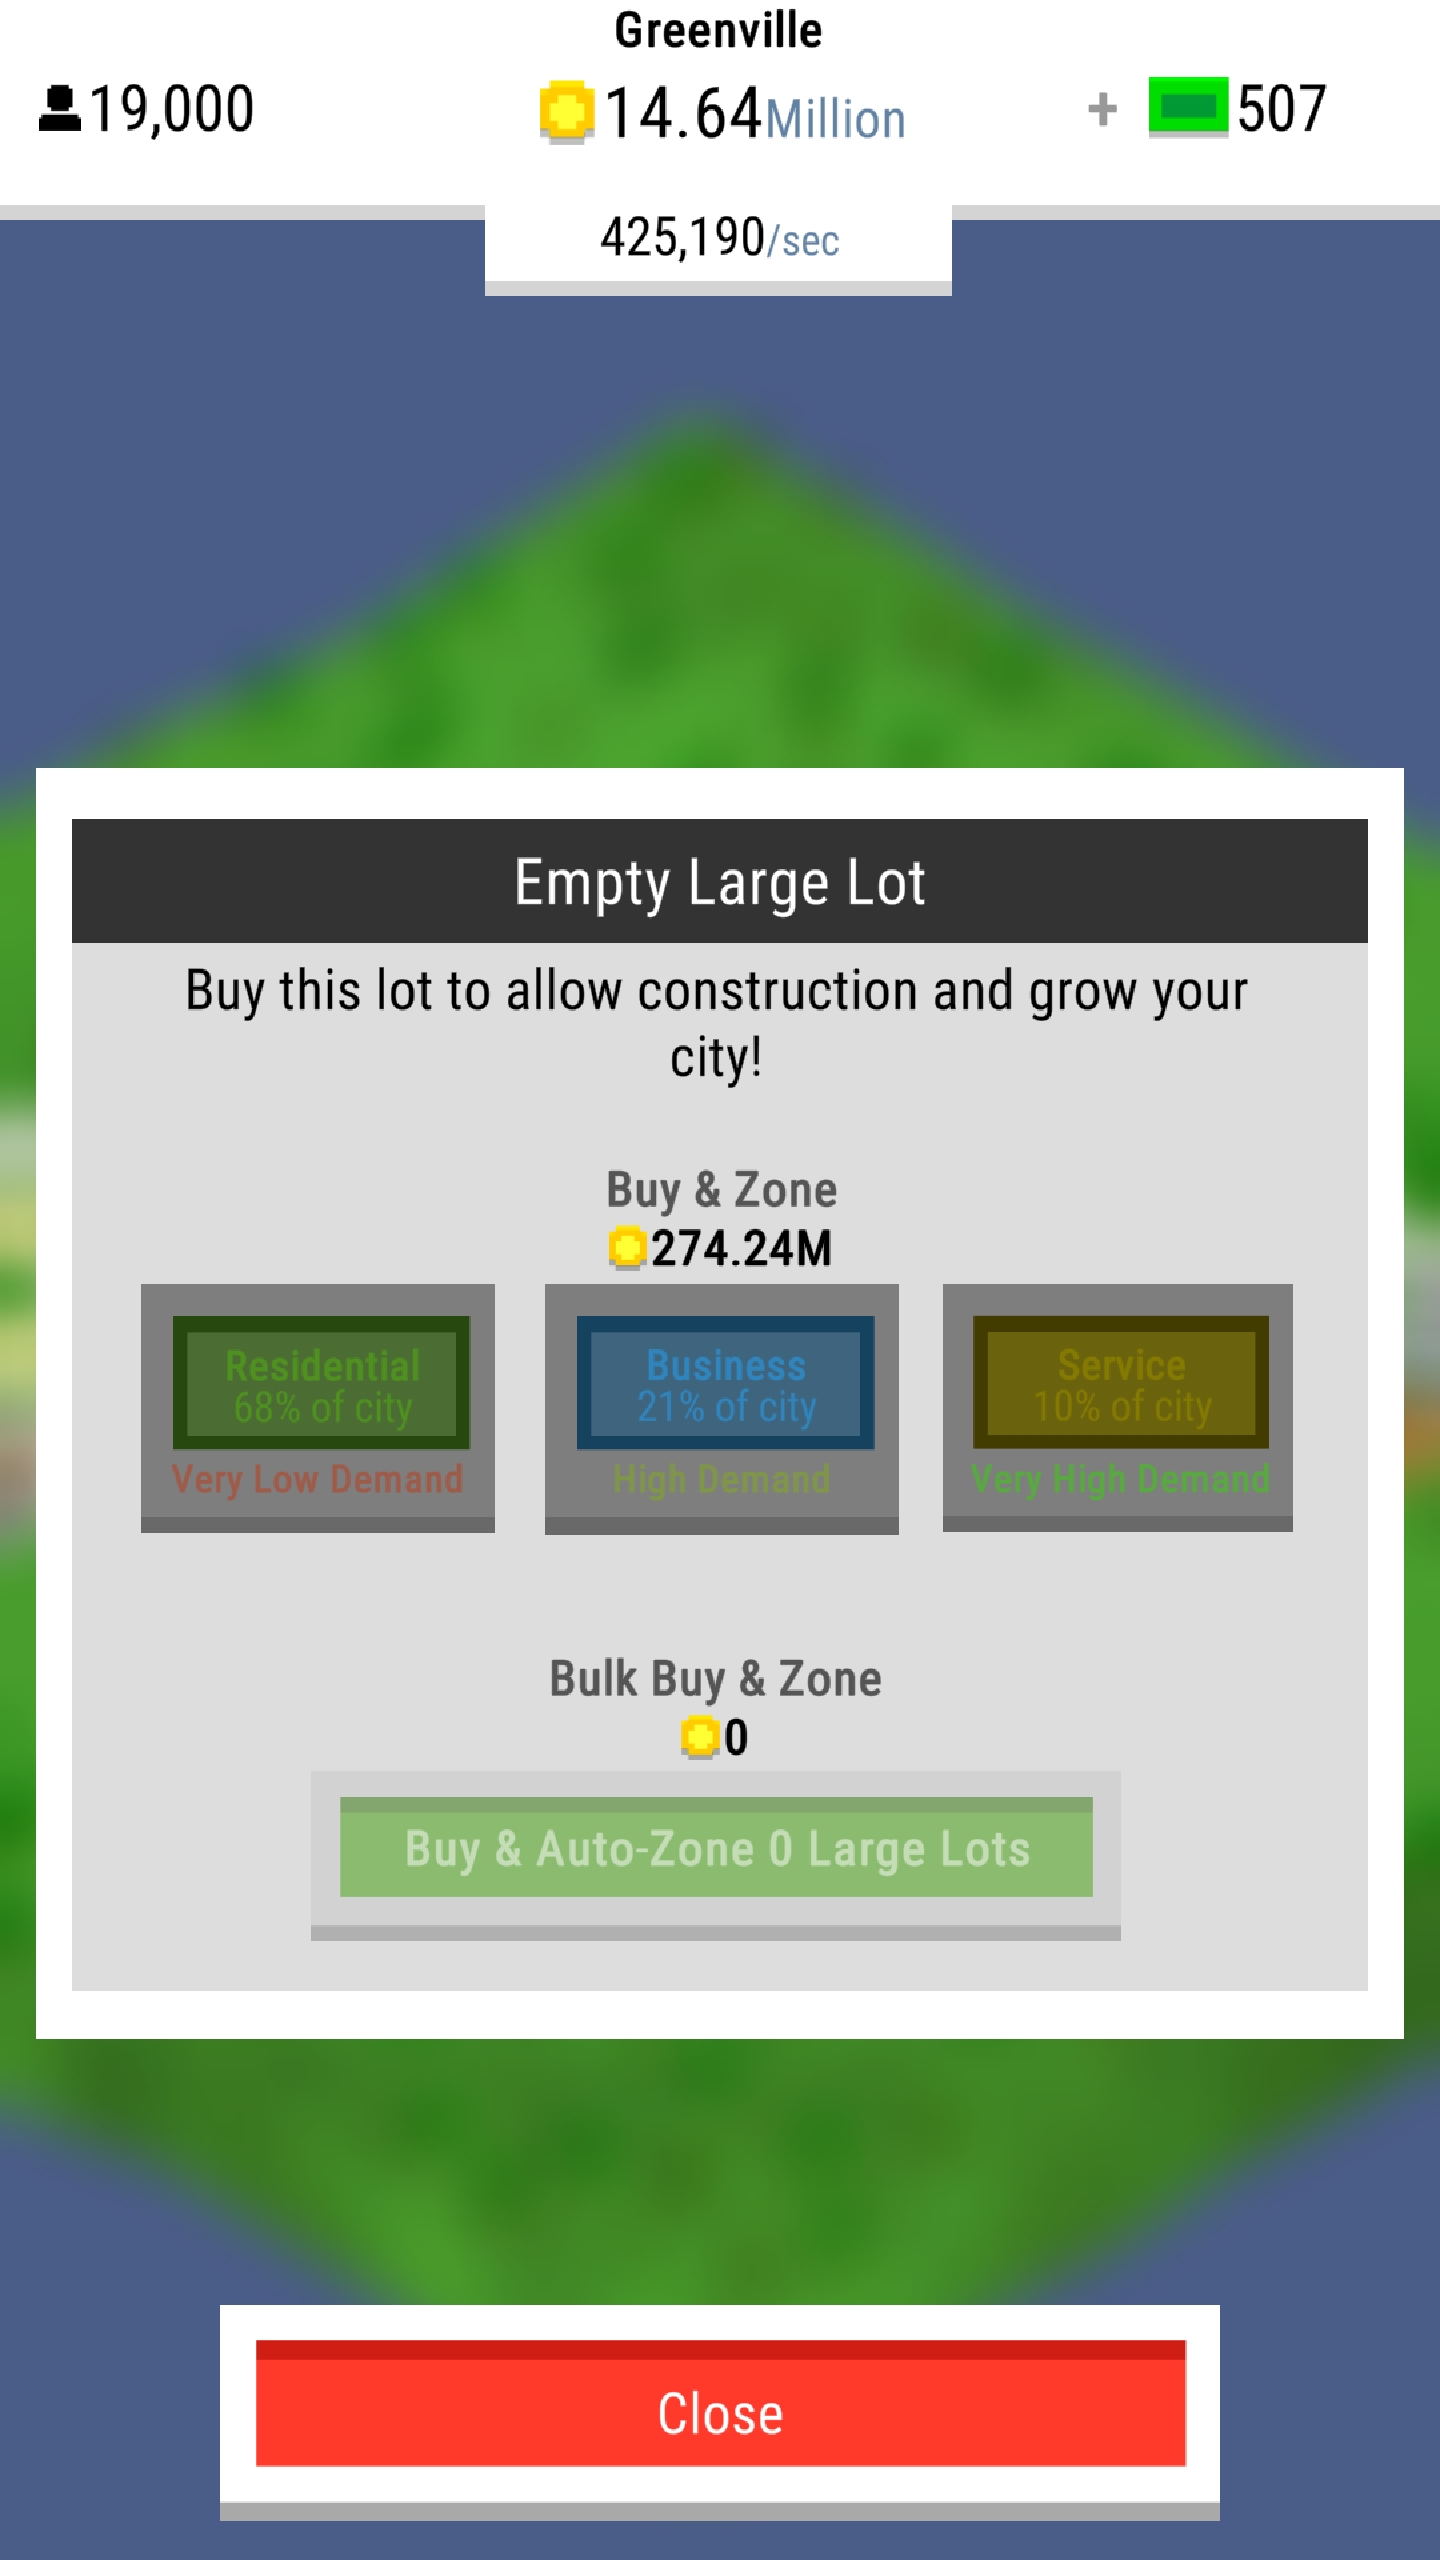 Greenville
19,000
14.64Million
+ 507
425,190/sec
Empty Large Lot
Buy this lot to allow construction and grow your
city!
Buy & Zone
274.24M
Residential
68% of city
Very Low Demand
Business
21% of city
High Demand
Service
10% of city
Very High Demand
Bulk Buy & Zone
0
Buy & Auto-Zone 0 Large Lots
Close